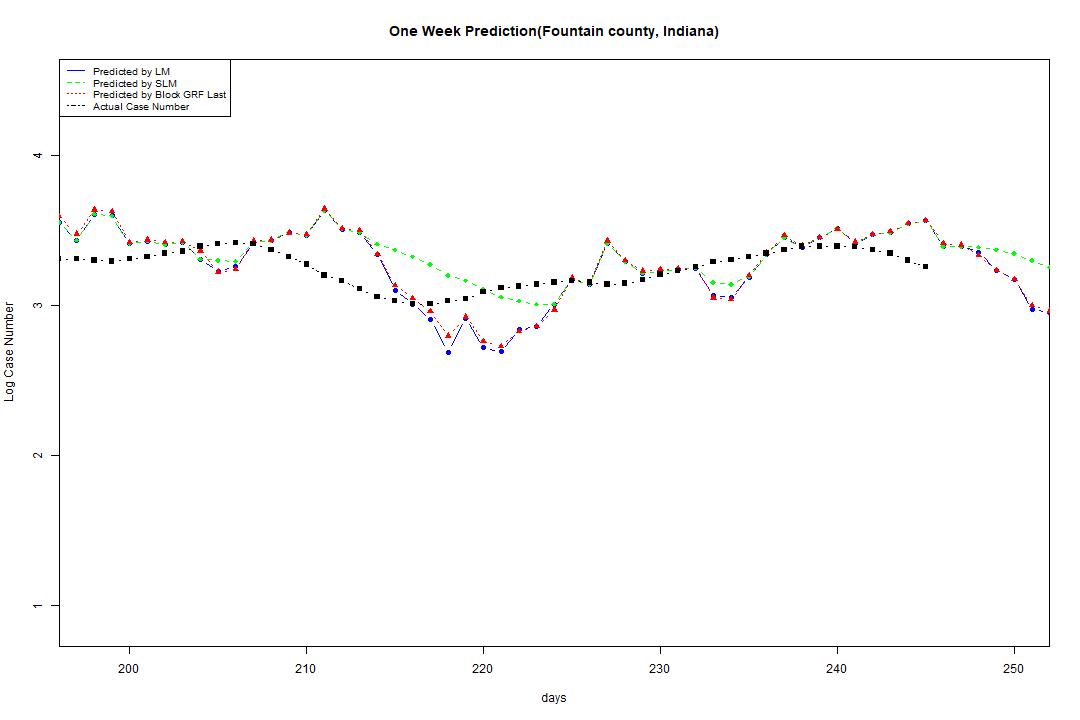 One Week Prediction(Fountain county, Indiana)
Predicted by LM
Predicted by SLM
Predicted by Block GRF Last
Actual Case Number
4
3
2
1
Log Case Number
200 210 220 230 240 250
days